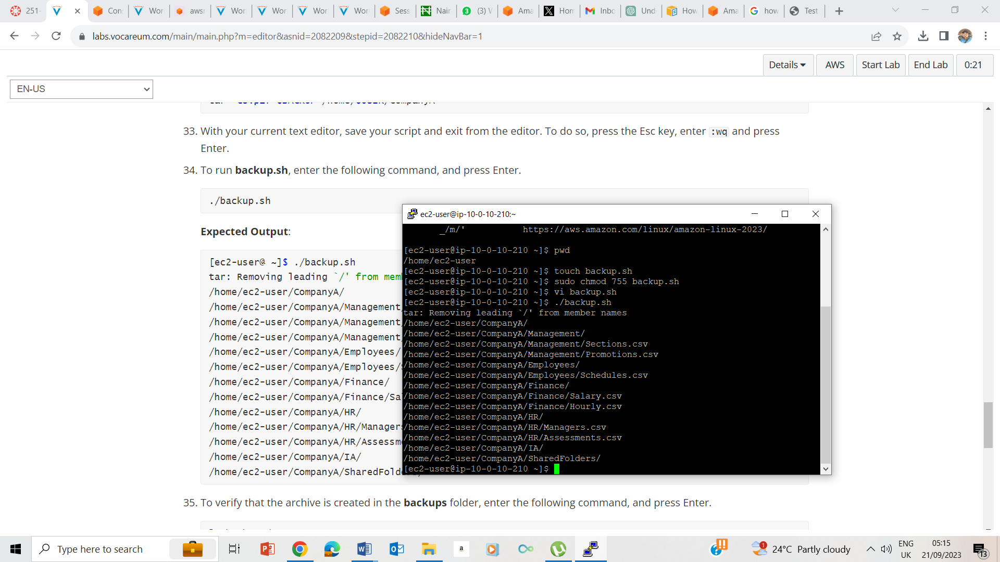 251-
Con
Wor
awsr
Wor
Wor
Wor
Wor
Sess
Nair
(3) V
Ama
Hom
Inbo
Und
How
Ama
how
Test
labs.vocareum.com/main/main.php?m=editor&asnid=2082209&stepid=2082210&hideNavBar=1
Details
AWS
Start Lab
End Lab
0:21
EN-US
33. With your current text editor, save your script and exit from the editor. To do so, press the Esc key, enter :wq and press
Enter.
34. To run backup.sh, enter the following command, and press Enter.
./backup.sh
Expected Output:
[ec2-user@ ~]$ ./backup.sh
tar: Removing leading `/' from mem
/home/ec2-user/CompanyA/
/home/ec2-user/CompanyA/Management
/home/ec2-user/CompanyA/Management
/home/ec2-user/CompanyA/Management
/home/ec2-user/CompanyA/Employees/
/home/ec2-user/CompanyA/Employees/
/home/ec2-user/CompanyA/Finance/
/home/ec2-user/CompanyA/Finance/Sa
/home/ec2-user/CompanyA/HR/
/home/ec2-user/CompanyA/HR/Managers
/home/ec2-user/CompanyA/HR/Assessm
/home/ec2-user/CompanyA/IA/
/home/ec2-user/CompanyA/SharedFold
ec2-user@ip-10-0-10-210:~
_/m/' https://aws.amazon.com/linux/amazon-linux-2023/
[ec2-user@ip-10-0-10-210 ~]$ pwd
/home/ec2-user
[ec2-user@ip-10-0-10-210 ~]$ touch backup.sh
[ec2-user@ip-10-0-10-210 ~]$ sudo chmod 755 backup.sh
[ec2-user@ip-10-0-10-210 ~]$ vi backup.sh
[ec2-user@ip-10-0-10-210 ~]$ ./backup.sh
tar: Removing leading `/' from member names
/home/ec2-user/CompanyA/
/home/ec2-user/CompanyA/Management/
/home/ec2-user/CompanyA/Management/Sections.csv
/home/ec2-user/CompanyA/Management/Promotions.csv
/home/ec2-user/CompanyA/Employees/
/home/ec2-user/CompanyA/Employees/Schedules.csv
/home/ec2-user/CompanyA/Finance/
/home/ec2-user/CompanyA/Finance/Salary.csv
/home/ec2-user/CompanyA/Finance/Hourly.csv
/home/ec2-user/CompanyA/HR/
/home/ec2-user/CompanyA/HR/Managers.csv
/home/ec2-user/CompanyA/HR/Assessments.csv
/home/ec2-user/CompanyA/IA/
/home/ec2-user/CompanyA/SharedFolders/
[ec2-user@ip-10-0-10-210 ~]$
35. To verify that the archive is created in the backups folder, enter the following command, and press Enter.
Type here to search
24°C Partly cloudy
ENG
UK
05:15
21/09/2023
13